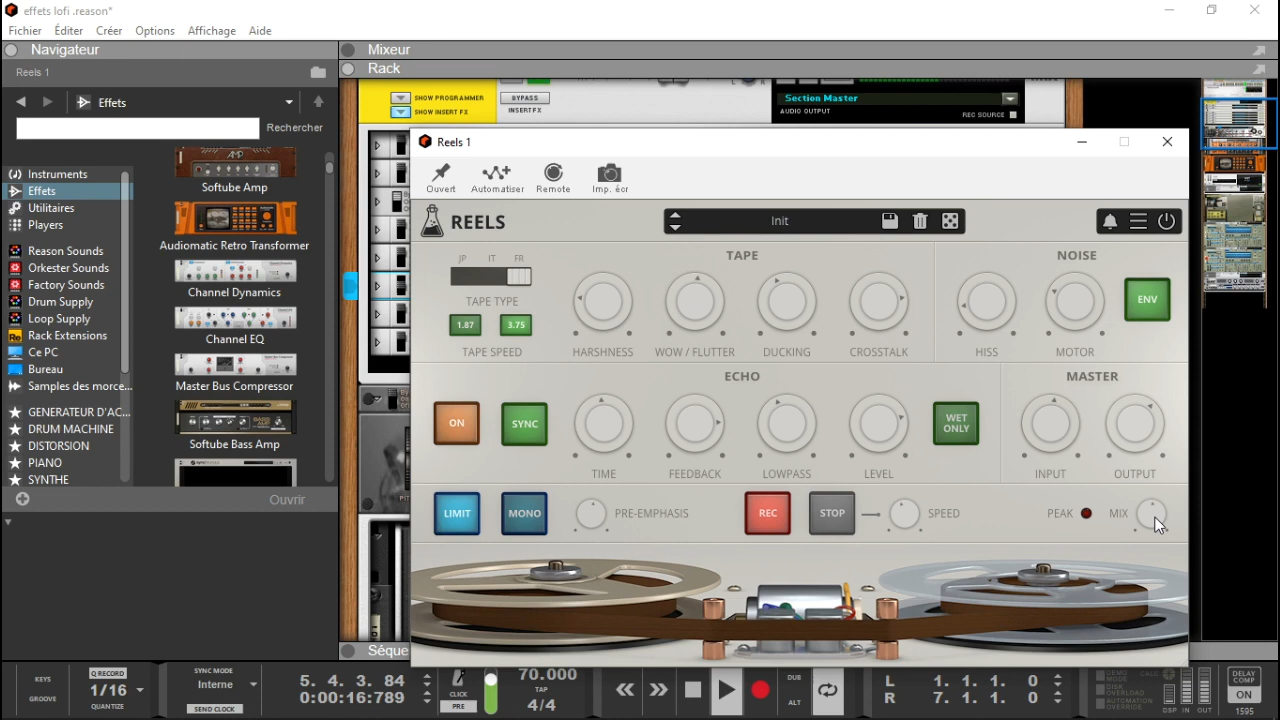 effets lofi .reason*
Fichier Éditer Créer Options Affichage Aide
Navigateur
Reels 1
Effets
Rechercher
Instruments
Effets
Utilitaires
Players
Reason Sounds
Orkester Sounds
Factory Sounds
Drum Supply
Loop Supply
Rack Extensions
Ce PC
Bureau
Samples des morce...
GENERATEUR D'AC...
DRUM MACHINE
DISTORSION
PIANO
SYNTHE
AMP
Softube Amp
Audiomatic Retro Transformer
Channel Dynamics
Channel EQ
Master Bus Compressor
Softube Bass Amp
Ouvrir
Mixeur
Rack
SHOW PROGRAMMER
SHOW INSERT FX
BYPASS
INSERT FX
Section Master
AUDIO OUTPUT
REC SOURCE
Reels 1
Ouvert Automatiser Remote Imp. écr
REELS
Init
JP IT FR
TAPE TYPE
1.87 3.75
TAPE SPEED
TAPE
HARSHNESS WOW / FLUTTER DUCKING CROSSTALK
NOISE
ENV
HISS MOTOR
ECHO
ON SYNC
TIME FEEDBACK LOWPASS LEVEL
WET ONLY
MASTER
INPUT OUTPUT
LIMIT MONO PRE-EMPHASIS REC STOP SPEED PEAK MIX
Séque
KEYS
GROOVE
Q RECORD
1/16
QUANTIZE
SYNC MODE
Interne
SEND CLOCK
5. 4. 3. 84
0:00:16:789
CLICK
PRE
70.000
TAP
4/4
DUB
ALT
L 1. 1. 1. 0
R 7. 1. 1. 0
DEMO MODE
DISK OVERLOAD
AUTOMATION OVERRIDE
CALC
DSP IN OUT
DELAY COMP
ON
1595